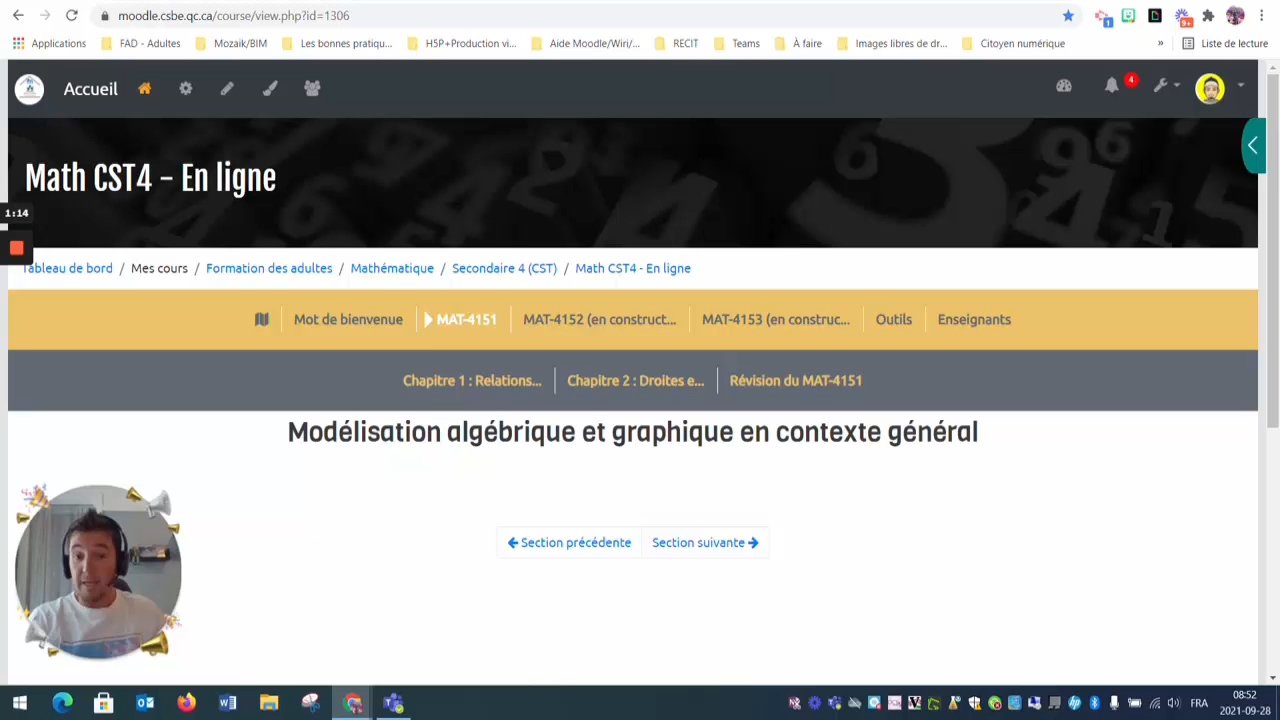 moodle.csbe.qc.ca/course/view.php?id=1306
1
9+
Applications FAD - Adultes Mozaïk/BIM Les bonnes pratiqu... H5P+Production vi... Aide Moodle/Wiri/... RECIT Teams À faire Images libres de dr... Citoyen numérique » Liste de lecture
Accueil
4
Math CST4 - En ligne
1:14
Tableau de bord / Mes cours / Formation des adultes / Mathématique / Secondaire 4 (CST) / Math CST4 - En ligne
Mot de bienvenue MAT-4151 MAT-4152 (en construct... MAT-4153 (en construc... Outils Enseignants
Chapitre 1 : Relations... Chapitre 2 : Droites e... Révision du MAT-4151
Modélisation algébrique et graphique en contexte général
Section précédente Section suivante
FRA
08:52
2021-09-28